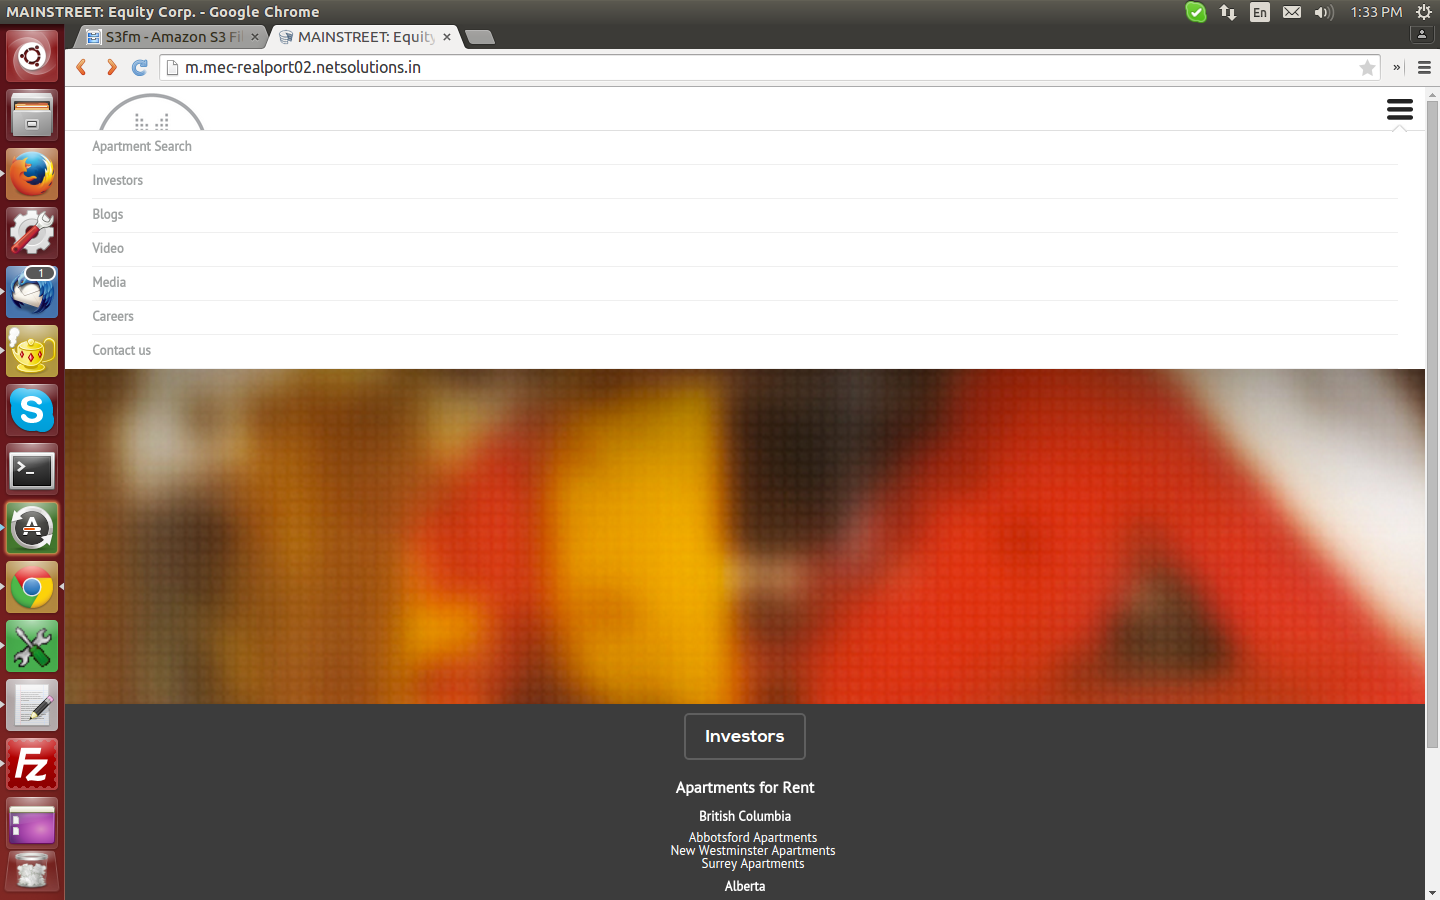 MAINSTREET: Equity Corp. - Google Chrome
En
1:33 PM
S3fm - Amazon S3 Fi
MAINSTREET: Equity
m.mec-realport02.netsolutions.in
Apartment Search
Investors
Blogs
Video
Media
Careers
Contact us
1
Investors
Apartments for Rent
British Columbia
Abbotsford Apartments
New Westminster Apartments
Surrey Apartments
Alberta